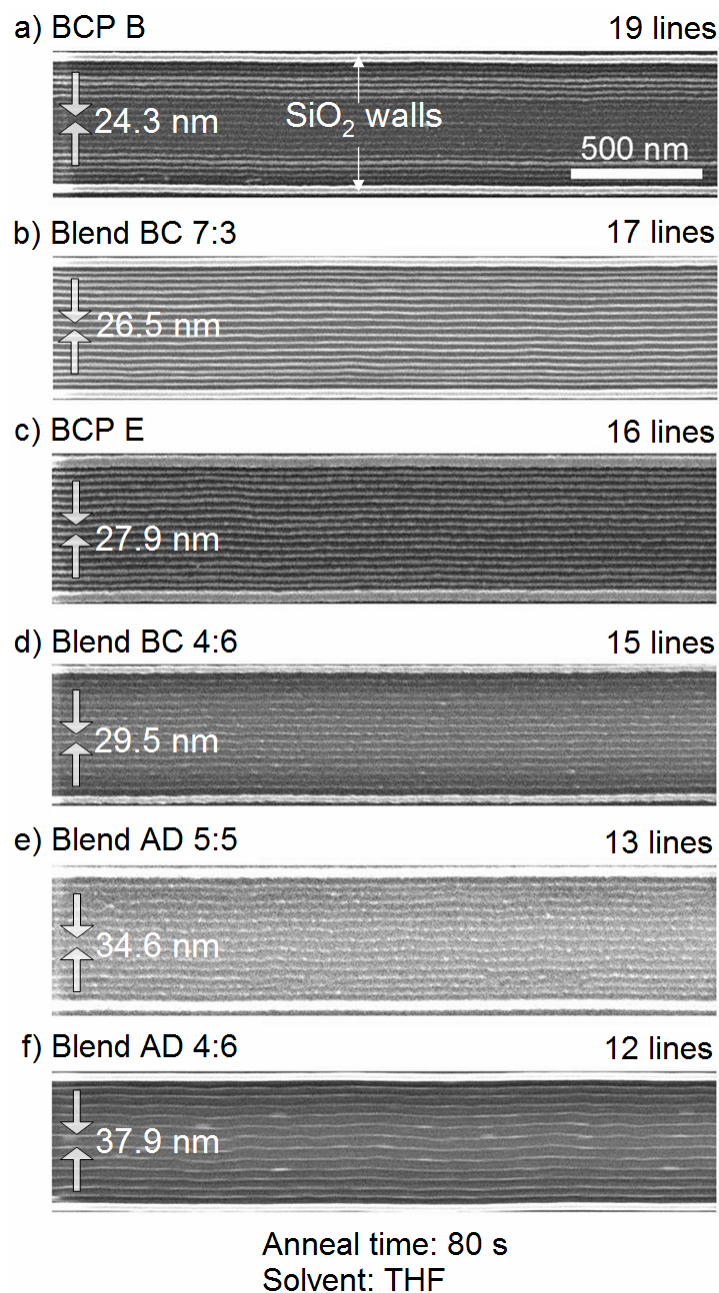 a) BCP B 19 lines
SiO2 walls
24.3 nm
500 nm
b) Blend BC 7:3 17 lines
26.5 nm
c) BCP E 16 lines
27.9 nm
d) Blend BC 4:6 15 lines
29.5 nm
e) Blend AD 5:5 13 lines
34.6 nm
f) Blend AD 4:6 12 lines
37.9 nm
Anneal time: 80 s
Solvent: THF